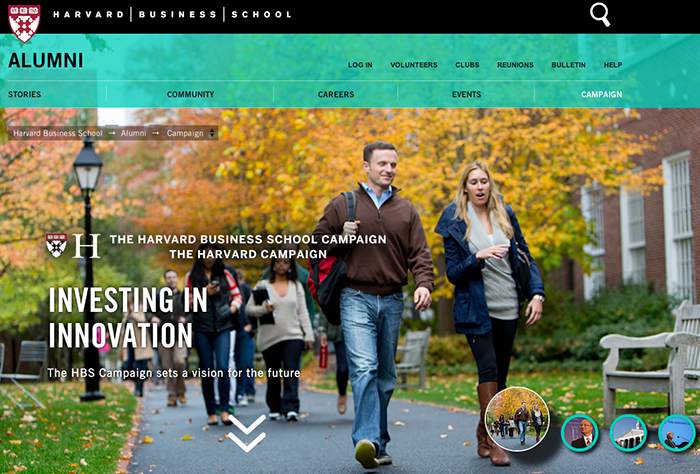 HARVARD | BUSINESS | SCHOOL
ALUMNI
LOG IN VOLUNTEERS CLUBS REUNIONS BULLETIN HELP
STORIES COMMUNITY CAREERS EVENTS CAMPAIGN
Harvard Business School → Alumni → Campaign
H THE HARVARD BUSINESS SCHOOL CAMPAIGN
THE HARVARD CAMPAIGN
INVESTING IN
INNOVATION
The HBS Campaign sets a vision for the future